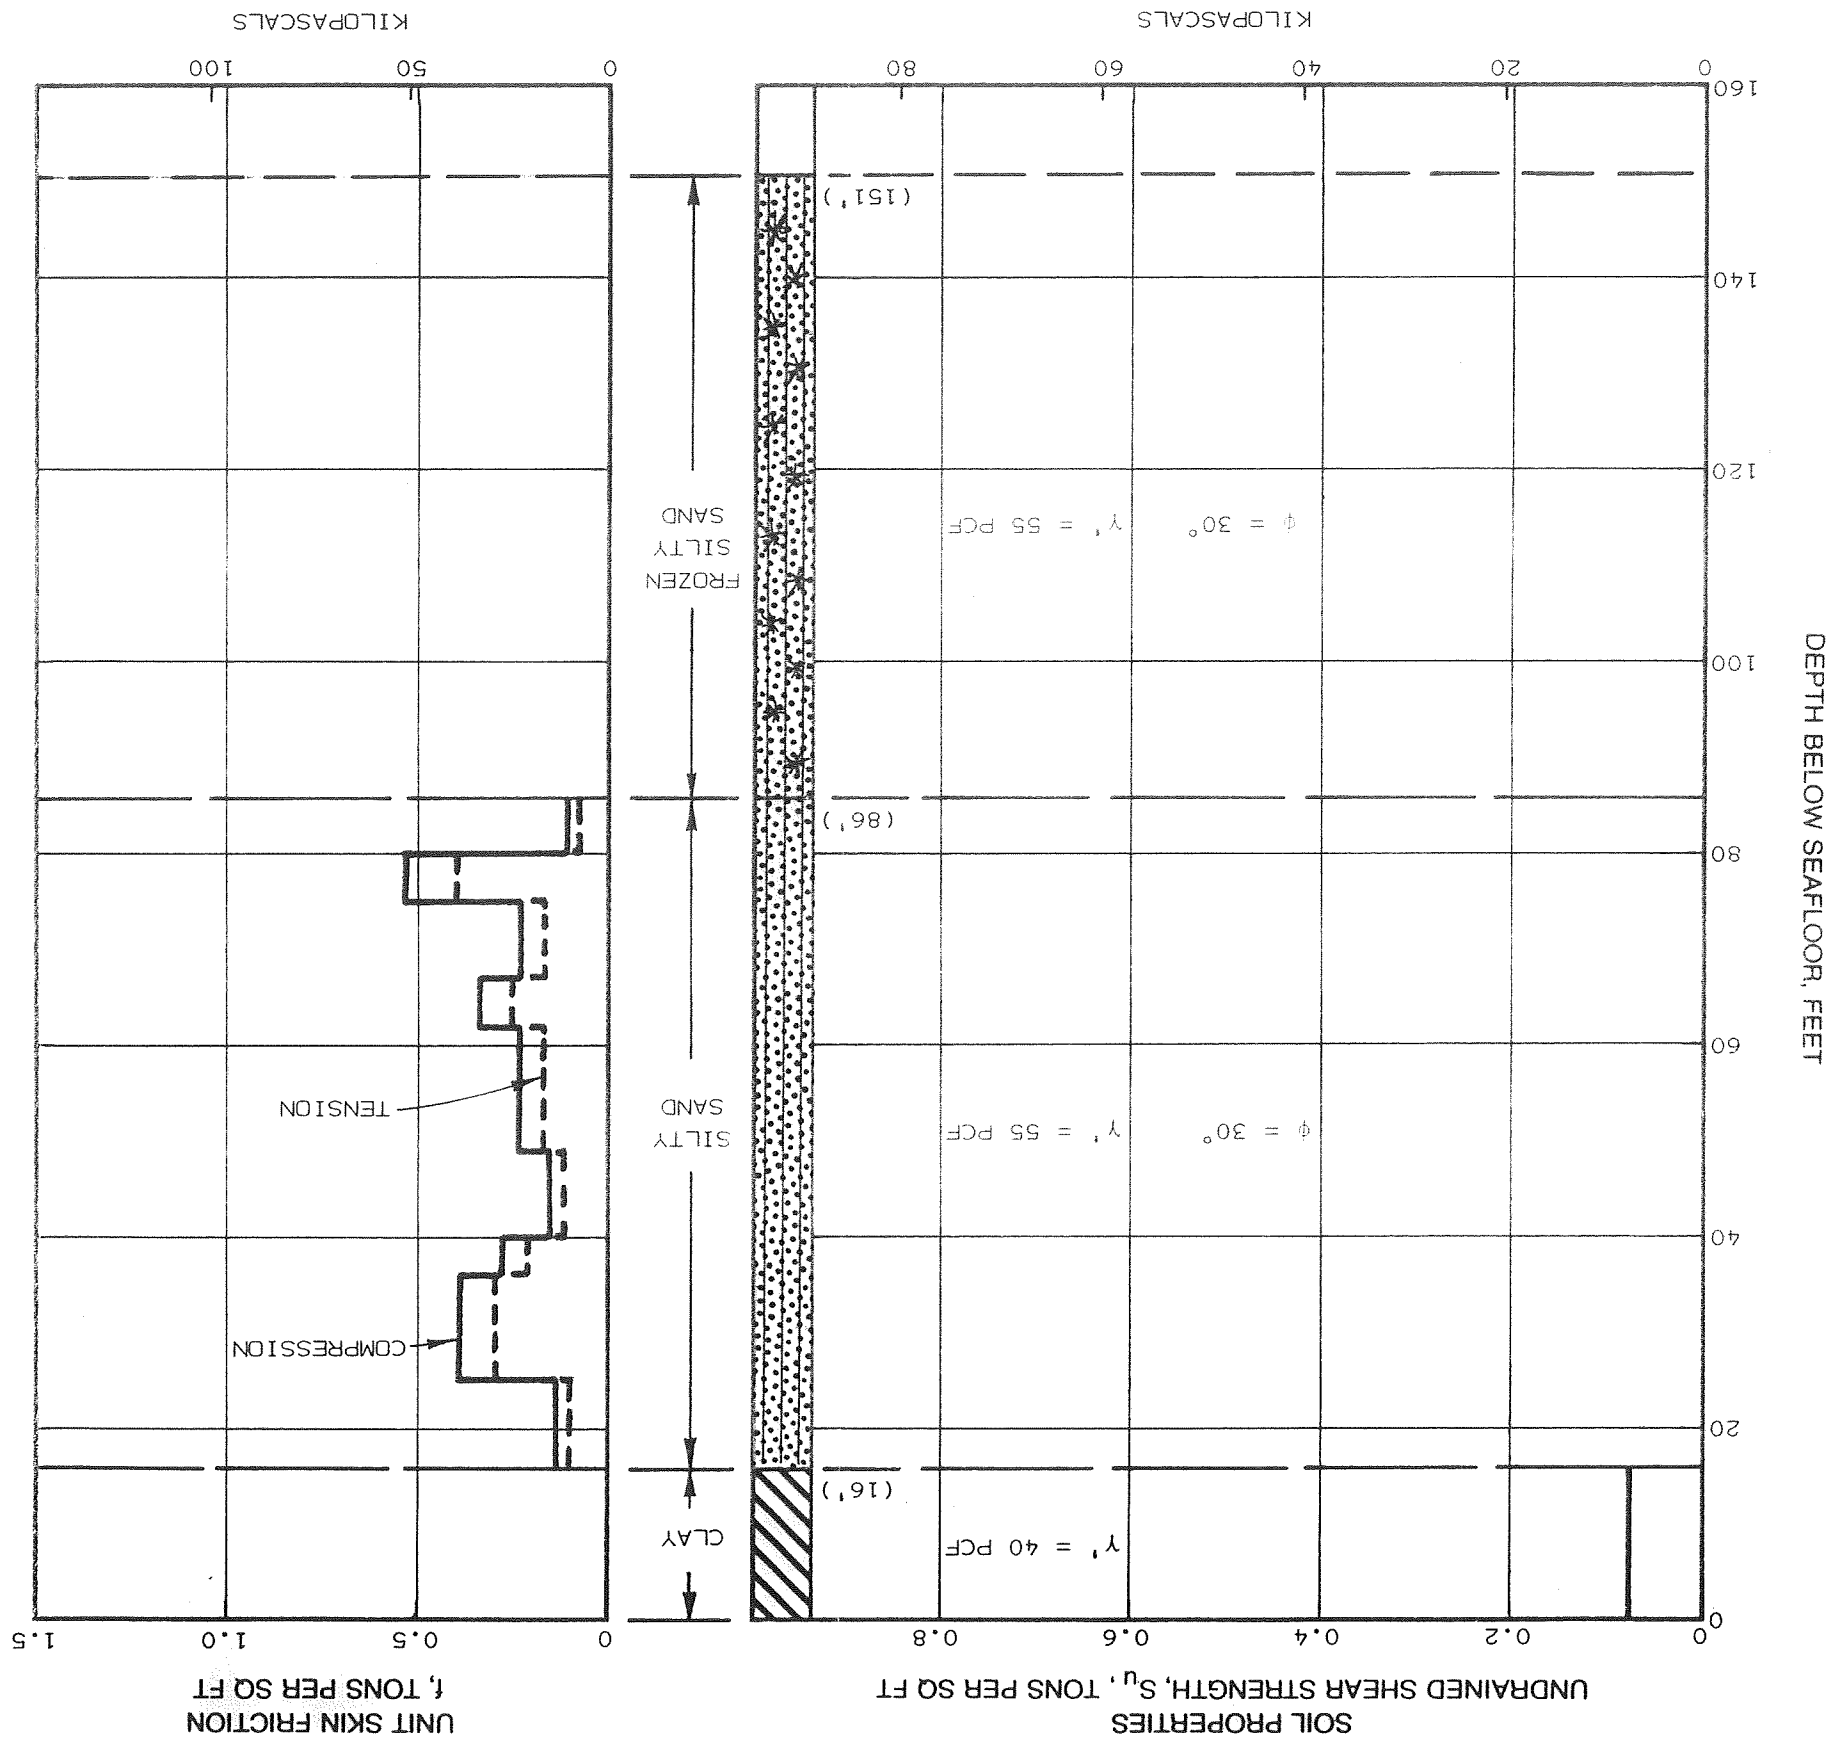 SOIL PROPERTIES
UNDRAINED SHEAR STRENGTH, Su , TONS PER SQ FT
UNIT SKIN FRICTION
f, TONS PER SQ FT
0 0.2 0.4 0.6 0.8
0 0.5 1.0 1.5
DEPTH BELOW SEAFLOOR, FEET
0
20
40
60
80
100
120
140
160
γ' = 40 PCF
(16')
CLAY
COMPRESSION
φ = 30° γ' = 55 PCF
SILTY
SAND
TENSION
(86')
φ = 30° γ' = 55 PCF
FROZEN
SILTY
SAND
(151')
0 20 40 60 80
KILOPASCALS
0 50 100
KILOPASCALS